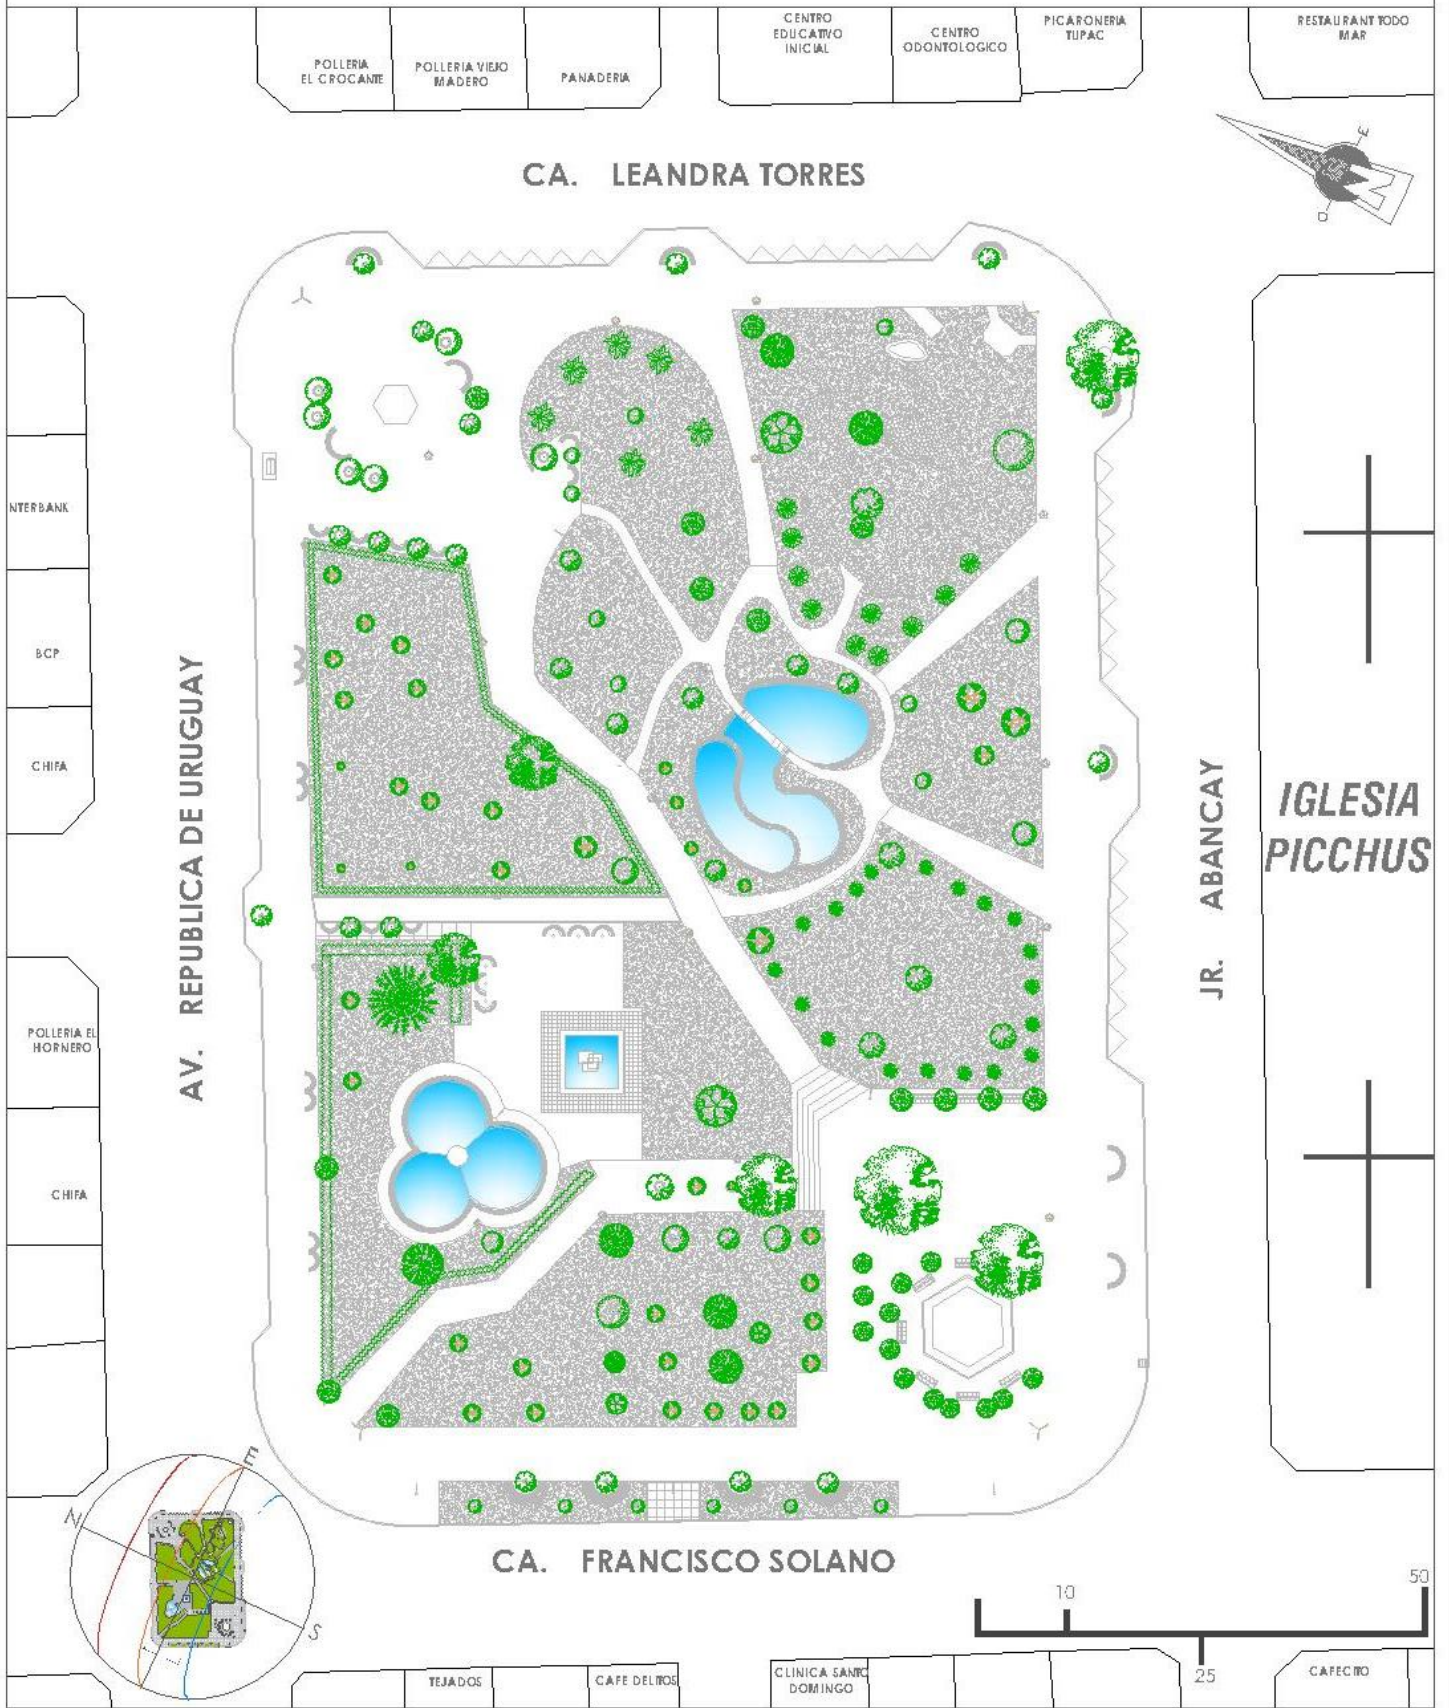 CENTRO
EDUCATIVO
INICIAL
CENTRO
ODONTOLOGICO
PICARONERIA
TUPAC
RESTAURANT TODO
MAR
POLLERIA
EL CROCANTE
POLLERIA VIEJO
MADERO
PANADERIA
CA. LEANDRA TORRES
E
O
NTERBANK
BCP
CHIFA
AV. REPUBLICA DE URUGUAY
JR. ABANCAY
IGLESIA
PICCHUS
POLLERIA EL
HORNERO
CHIFA
E
N
S
CA. FRANCISCO SOLANO
10
50
25
TEJADOS
CAFE DELITOS
CLINICA SANTO
DOMINGO
CAFECITO